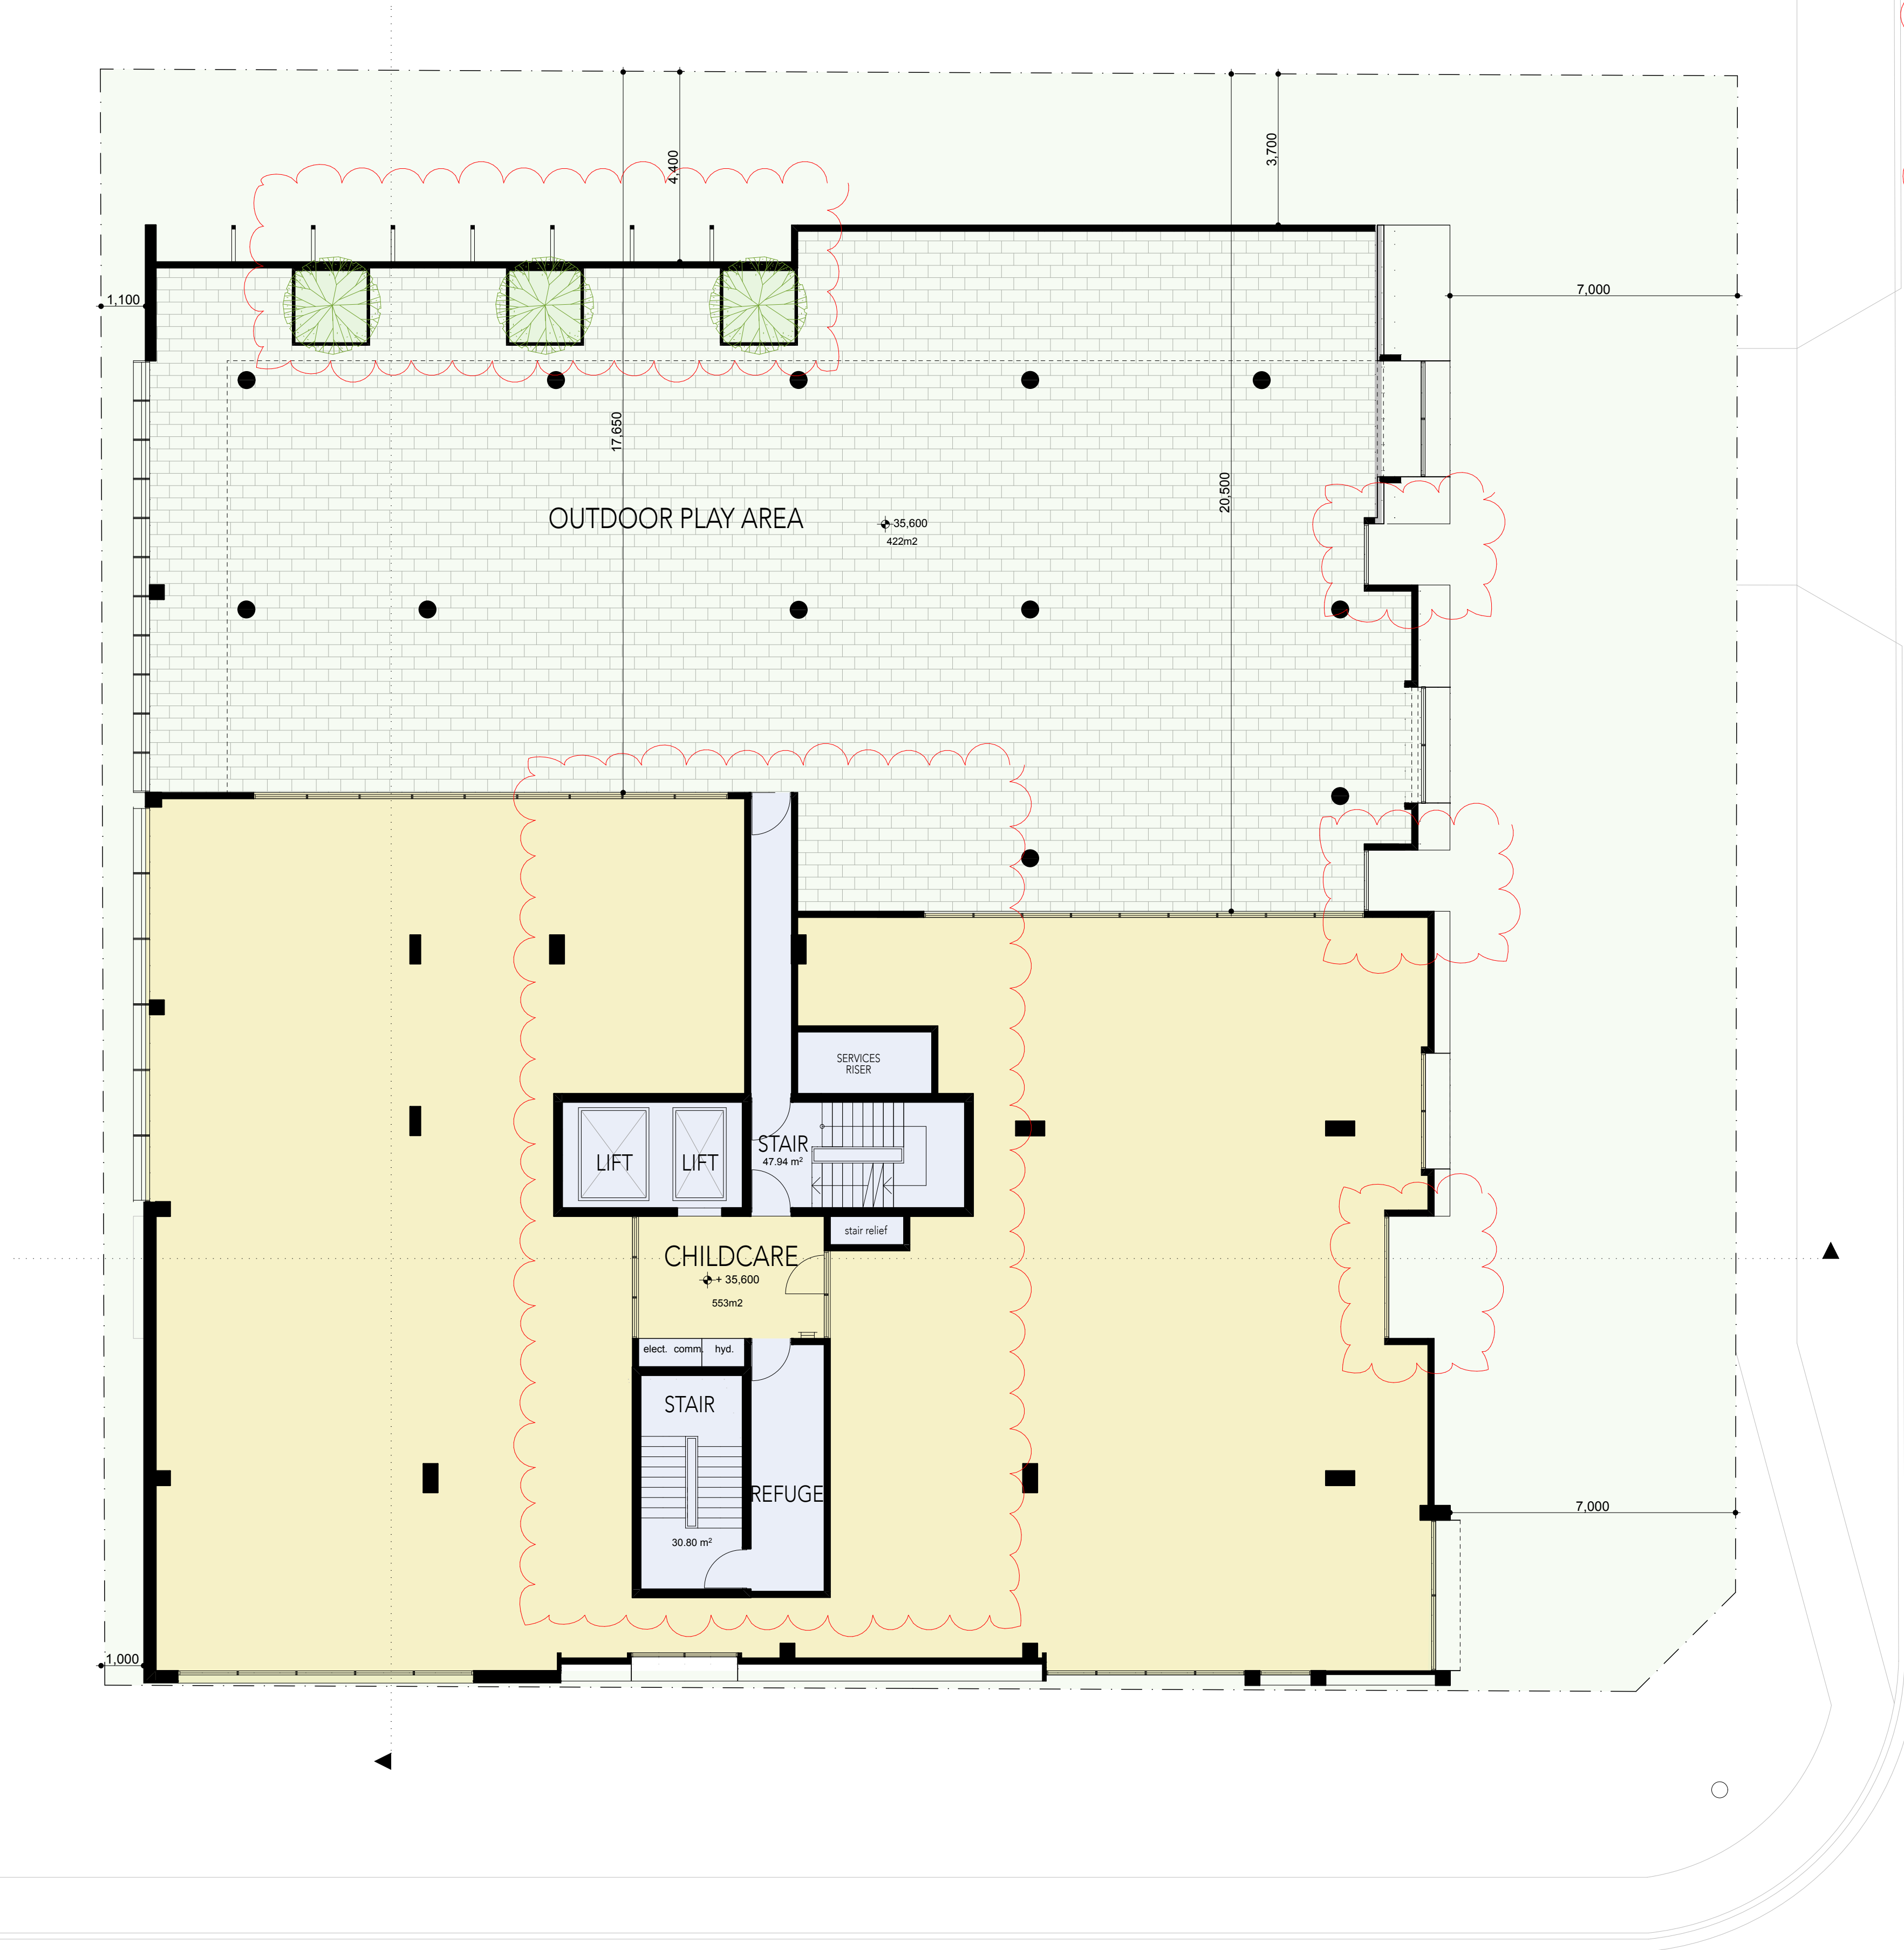 4,400
3,700
1,100
7,000
17,650
20,500
OUTDOOR PLAY AREA
35,600
422m2
SERVICES
RISER
STAIR
47.94 m²
LIFT
LIFT
stair relief
CHILDCARE
+ 35,600
553m2
elect. comm. hyd.
STAIR
REFUGE
7,000
30.80 m²
1,000